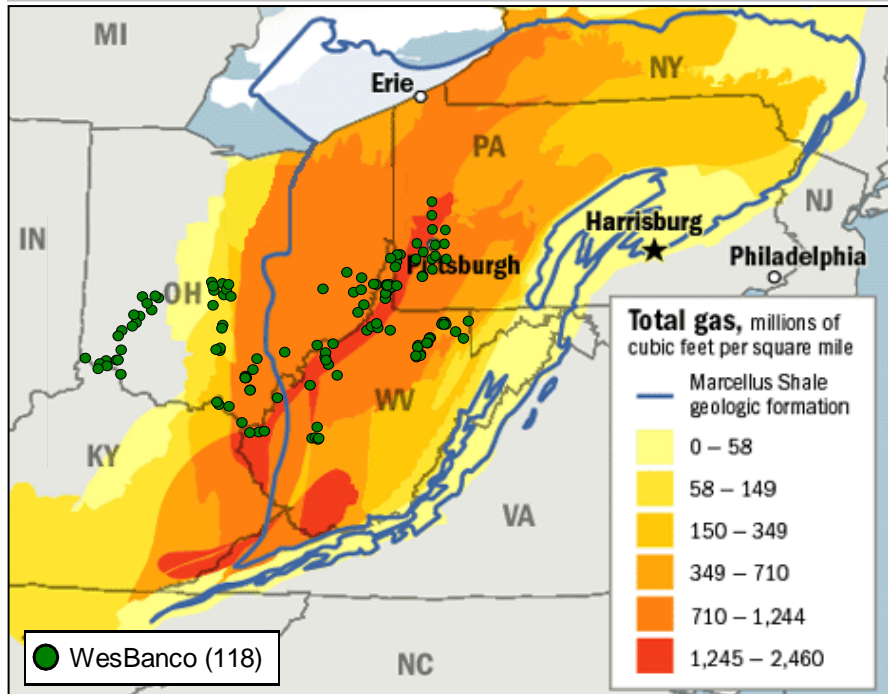 MI
NY
Erie
PA
NJ
Harrisburg
IN
Philadelphia
Pittsburgh
OH
Total gas, millions of
cubic feet per square mile
Marcellus Shale
geologic formation
WV
0 – 58
KY
58 – 149
VA
150 – 349
349 – 710
710 – 1,244
WesBanco (118)
NC
1,245 – 2,460